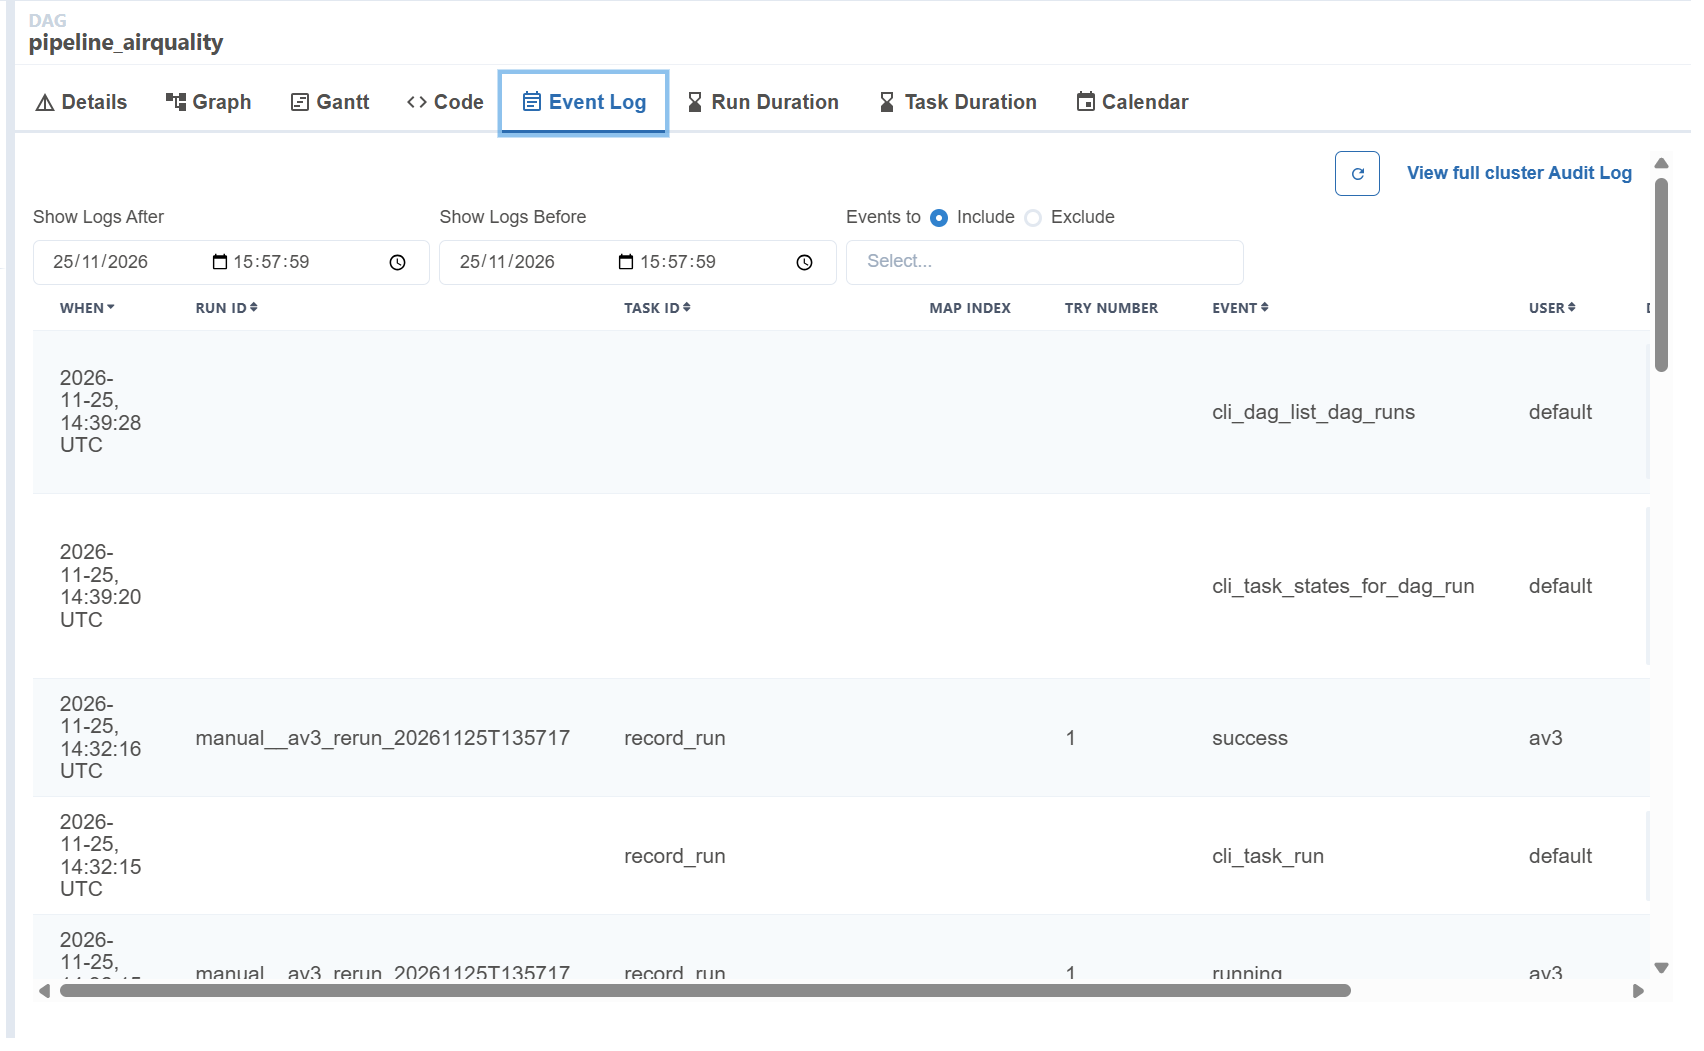 DAG
pipeline_airquality
Details Graph Gantt Code Event Log Run Duration Task Duration Calendar
View full cluster Audit Log
Show Logs After Show Logs Before Events to Include Exclude
25/11/2026 15:57:59 25/11/2026 15:57:59 Select...
WHEN RUN ID TASK ID MAP INDEX TRY NUMBER EVENT USER
2026-
11-25,
14:39:28
UTC
cli_dag_list_dag_runs default
2026-
11-25,
14:39:20
UTC
cli_task_states_for_dag_run default
2026-
11-25,
14:32:16
UTC
manual__av3_rerun_20261125T135717 record_run 1 success av3
2026-
11-25,
14:32:15
UTC
record_run cli_task_run default
2026-
11-25,
manual__av3_rerun_20261125T135717 record_run 1 running av3